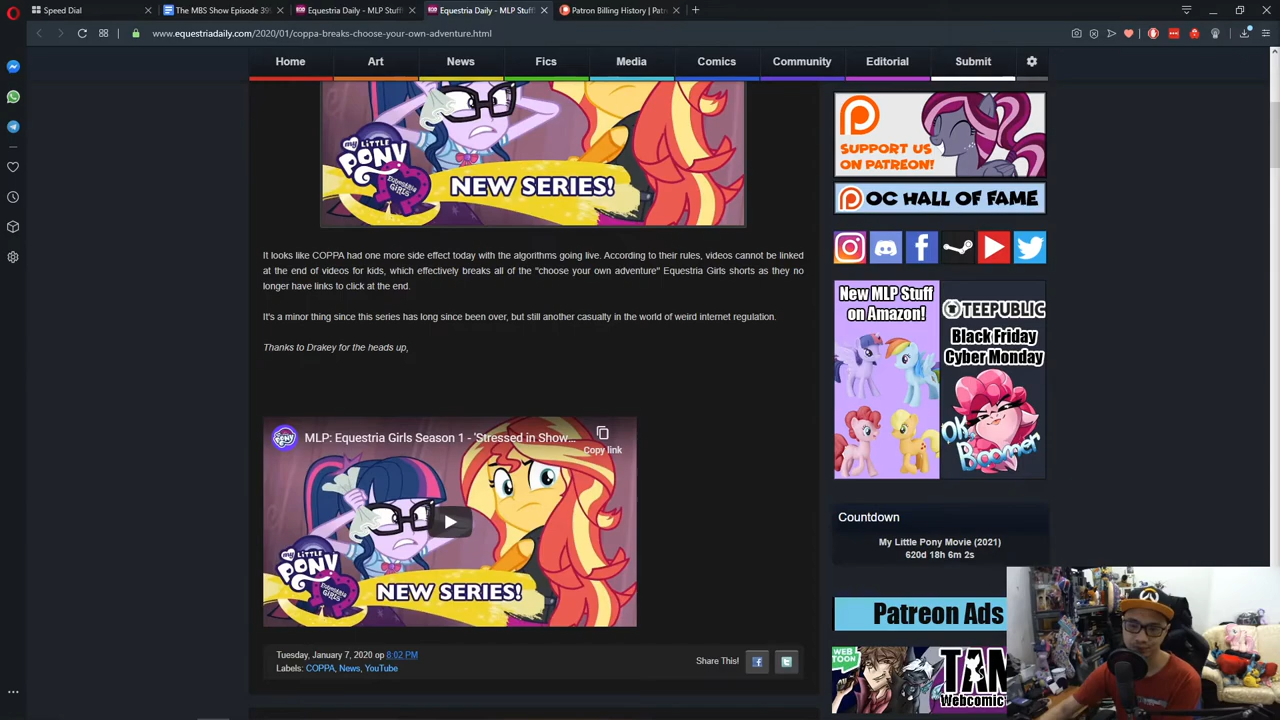 Speed Dial
The MBS Show Episode 39
Equestria Daily - MLP Stuff
Equestria Daily - MLP Stuff
Patron Billing History | Patr
www.equestriadaily.com/2020/01/coppa-breaks-choose-your-own-adventure.html
Home Art News Fics Media Comics Community Editorial Submit
my LITTLE PONY
EQUESTRIA GIRLS
NEW SERIES!
It looks like COPPA had one more side effect today with the algorithms going live. According to their rules, videos cannot be linked
at the end of videos for kids, which effectively breaks all of the "choose your own adventure" Equestria Girls shorts as they no
longer have links to click at the end.
It's a minor thing since this series has long since been over, but still another casualty in the world of weird internet regulation.
Thanks to Drakey for the heads up,
MLP: Equestria Girls Season 1 - 'Stressed in Show...
Copy link
my LITTLE PONY
EQUESTRIA GIRLS
NEW SERIES!
Tuesday, January 7, 2020 op 8:02 PM
Labels: COPPA, News, YouTube
Share This!
SUPPORT US
ON PATREON!
OC HALL OF FAME
New MLP Stuff
on Amazon!
TEEPUBLIC
Black Friday
Cyber Monday
OK
Boomer
Countdown
My Little Pony Movie (2021)
620d 18h 6m 2s
Patreon Ads
WEB
TOON
TAN
Webcomic